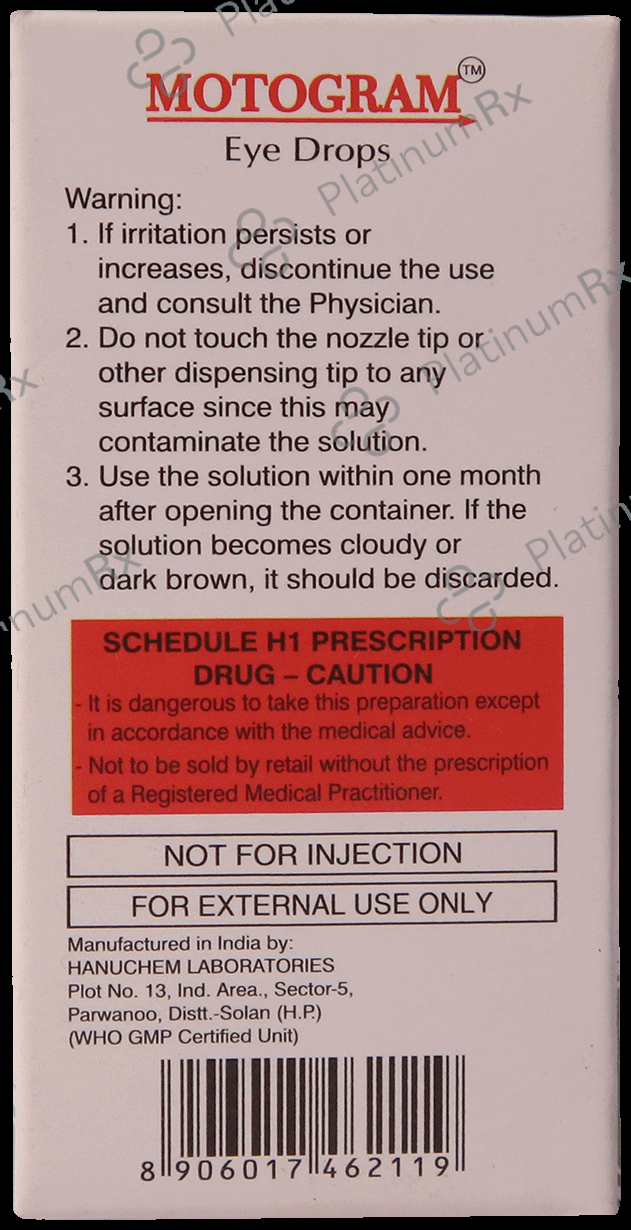 MOTOGRAM™
Eye Drops
Warning:
1. If irritation persists or
increases, discontinue the use
and consult the Physician.
2. Do not touch the nozzle tip or
other dispensing tip to any
surface since this may
contaminate the solution.
3. Use the solution within one month
after opening the container. If the
solution becomes cloudy or
dark brown, it should be discarded.
SCHEDULE H1 PRESCRIPTION
DRUG – CAUTION
- It is dangerous to take this preparation except
in accordance with the medical advice.
- Not to be sold by retail without the prescription
of a Registered Medical Practitioner.
NOT FOR INJECTION
FOR EXTERNAL USE ONLY
Manufactured in India by:
HANUCHEM LABORATORIES
Plot No. 13, Ind. Area., Sector-5,
Parwanoo, Distt.-Solan (H.P.)
(WHO GMP Certified Unit)
8 906017 462119
PlatinumRx
PlatinumRx